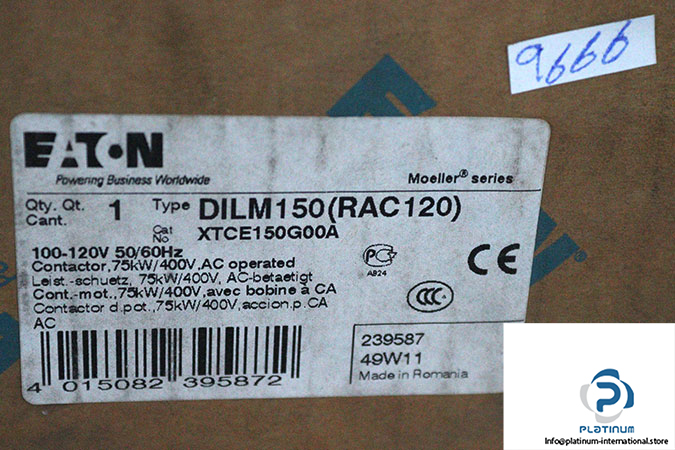 9666
EATON
Powering Business Worldwide
Moeller® series
Qty. Qt. Cant. 1 Type DILM150(RAC120)
Cat No XTCE150G00A
100-120V 50/60Hz
Contactor,75kW/400V,AC operated
Leist.-schuetz, 75kW/400V, AC-betaetigt
Cont.-mot.,75kW/400V,avec bobine à CA
Contactor d.pot.,75kW/400V,accion.p.CA
AC
PC
AB24
CE
CCC
4 015082 395872
239587
49W11
Made in Romania
PLATINUM
Info@platinum-international.store